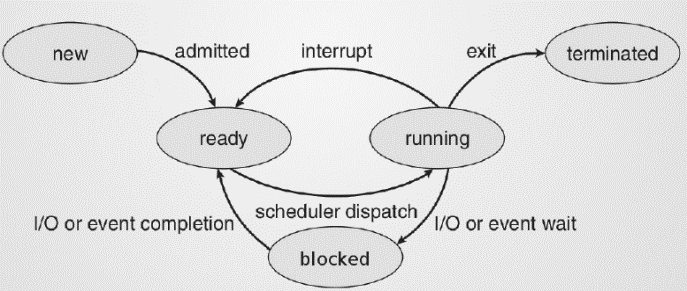 new
admitted
interrupt
exit
terminated
ready
running
scheduler dispatch
I/O or event completion
I/O or event wait
blocked